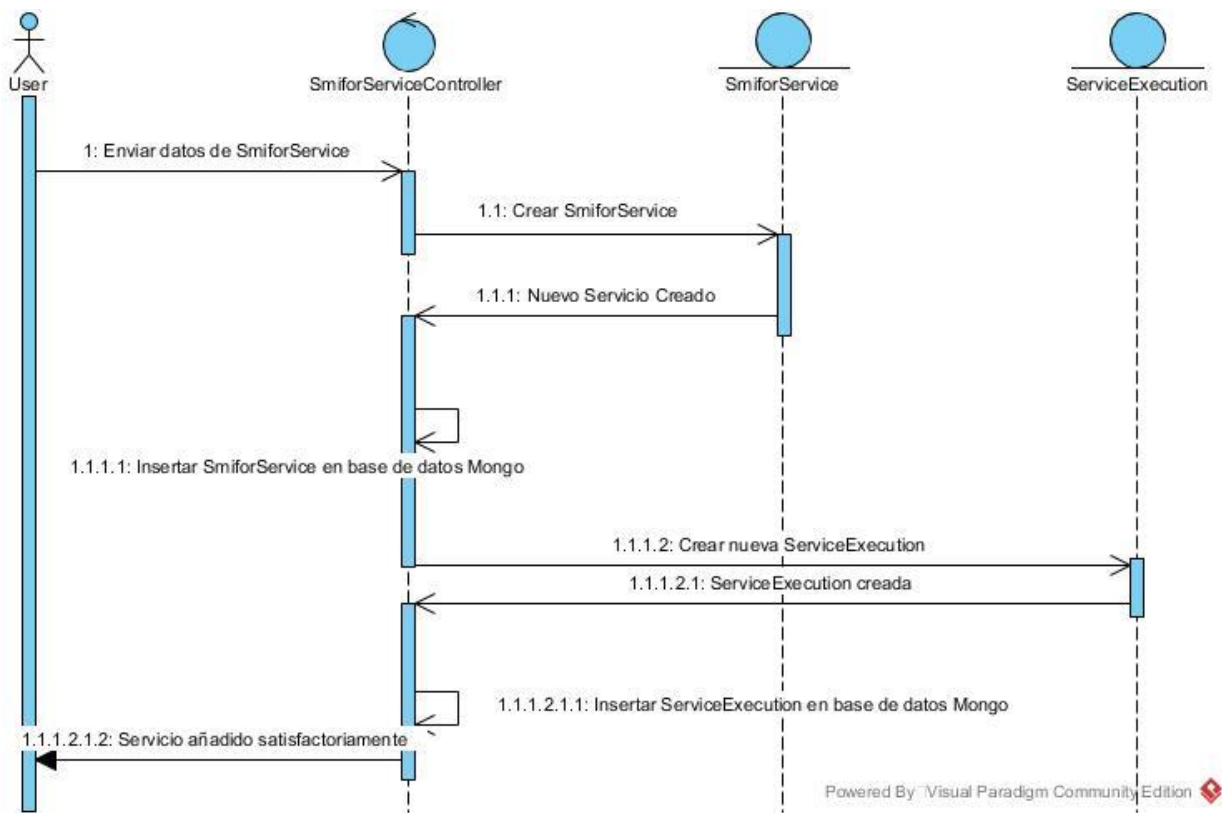 User
SmiforServiceController
SmiforService
ServiceExecution
1: Enviar datos de SmiforService
1.1: Crear SmiforService
1.1.1: Nuevo Servicio Creado
1.1.1.1: Insertar SmiforService en base de datos Mongo
1.1.1.2: Crear nueva ServiceExecution
1.1.1.2.1: ServiceExecution creada
1.1.1.2.1.1: Insertar ServiceExecution en base de datos Mongo
1.1.1.2.1.2: Servicio añadido satisfactoriamente
Powered By Visual Paradigm Community Edition